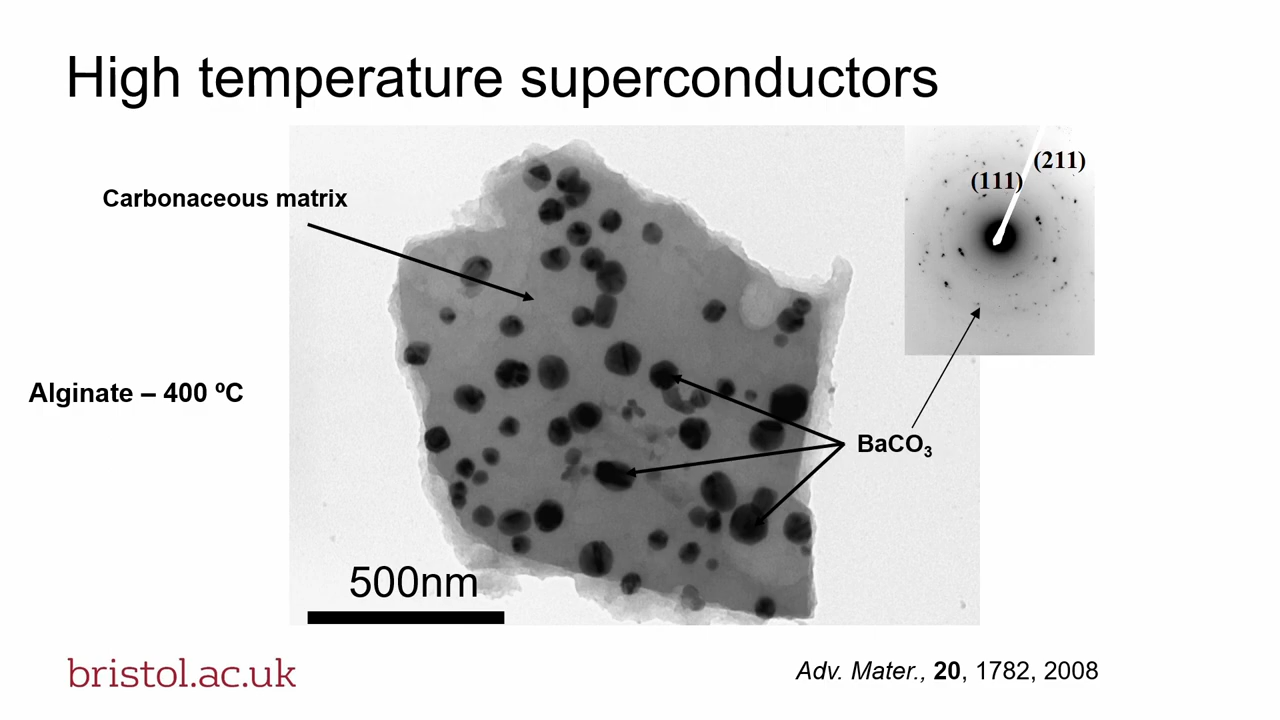 High temperature superconductors
Carbonaceous matrix
(211)
(111)
Alginate – 400 ºC
BaCO₃
500nm
bristol.ac.uk
Adv. Mater., 20, 1782, 2008